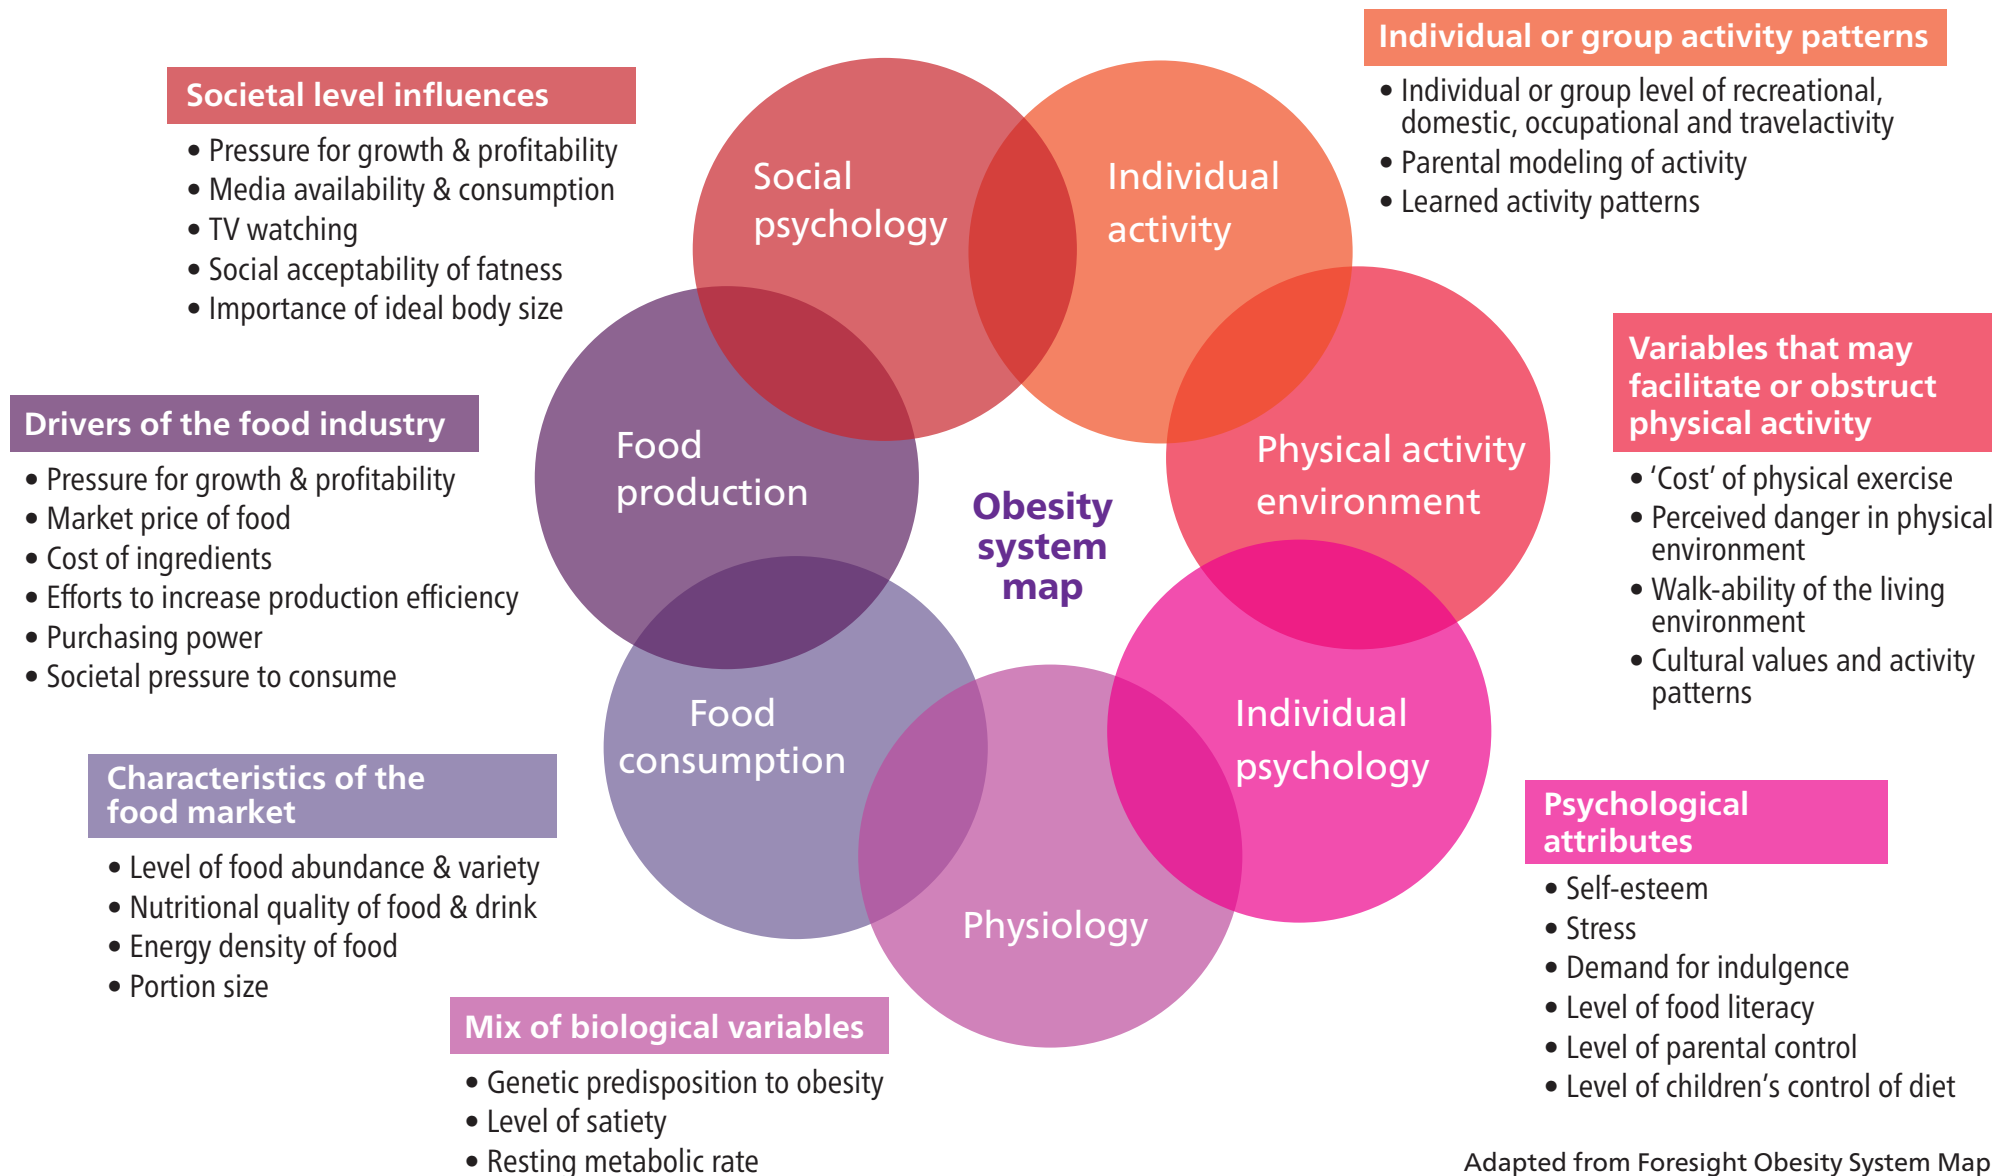 Individual or group activity patterns
• Individual or group level of recreational,
domestic, occupational and travelactivity
• Parental modeling of activity
• Learned activity patterns
Societal level influences
• Pressure for growth & profitability
• Media availability & consumption
• TV watching
• Social acceptability of fatness
• Importance of ideal body size
Social
psychology
Individual
activity
Variables that may
facilitate or obstruct
physical activity
• 'Cost' of physical exercise
• Perceived danger in physical
environment
• Walk-ability of the living
environment
• Cultural values and activity
patterns
Drivers of the food industry
• Pressure for growth & profitability
• Market price of food
• Cost of ingredients
• Efforts to increase production efficiency
• Purchasing power
• Societal pressure to consume
Food
production
Obesity
system
map
Physical activity
environment
Food
consumption
Individual
psychology
Physiology
Characteristics of the
food market
• Level of food abundance & variety
• Nutritional quality of food & drink
• Energy density of food
• Portion size
Psychological
attributes
• Self-esteem
• Stress
• Demand for indulgence
• Level of food literacy
• Level of parental control
• Level of children's control of diet
Mix of biological variables
• Genetic predisposition to obesity
• Level of satiety
• Resting metabolic rate
Adapted from Foresight Obesity System Map